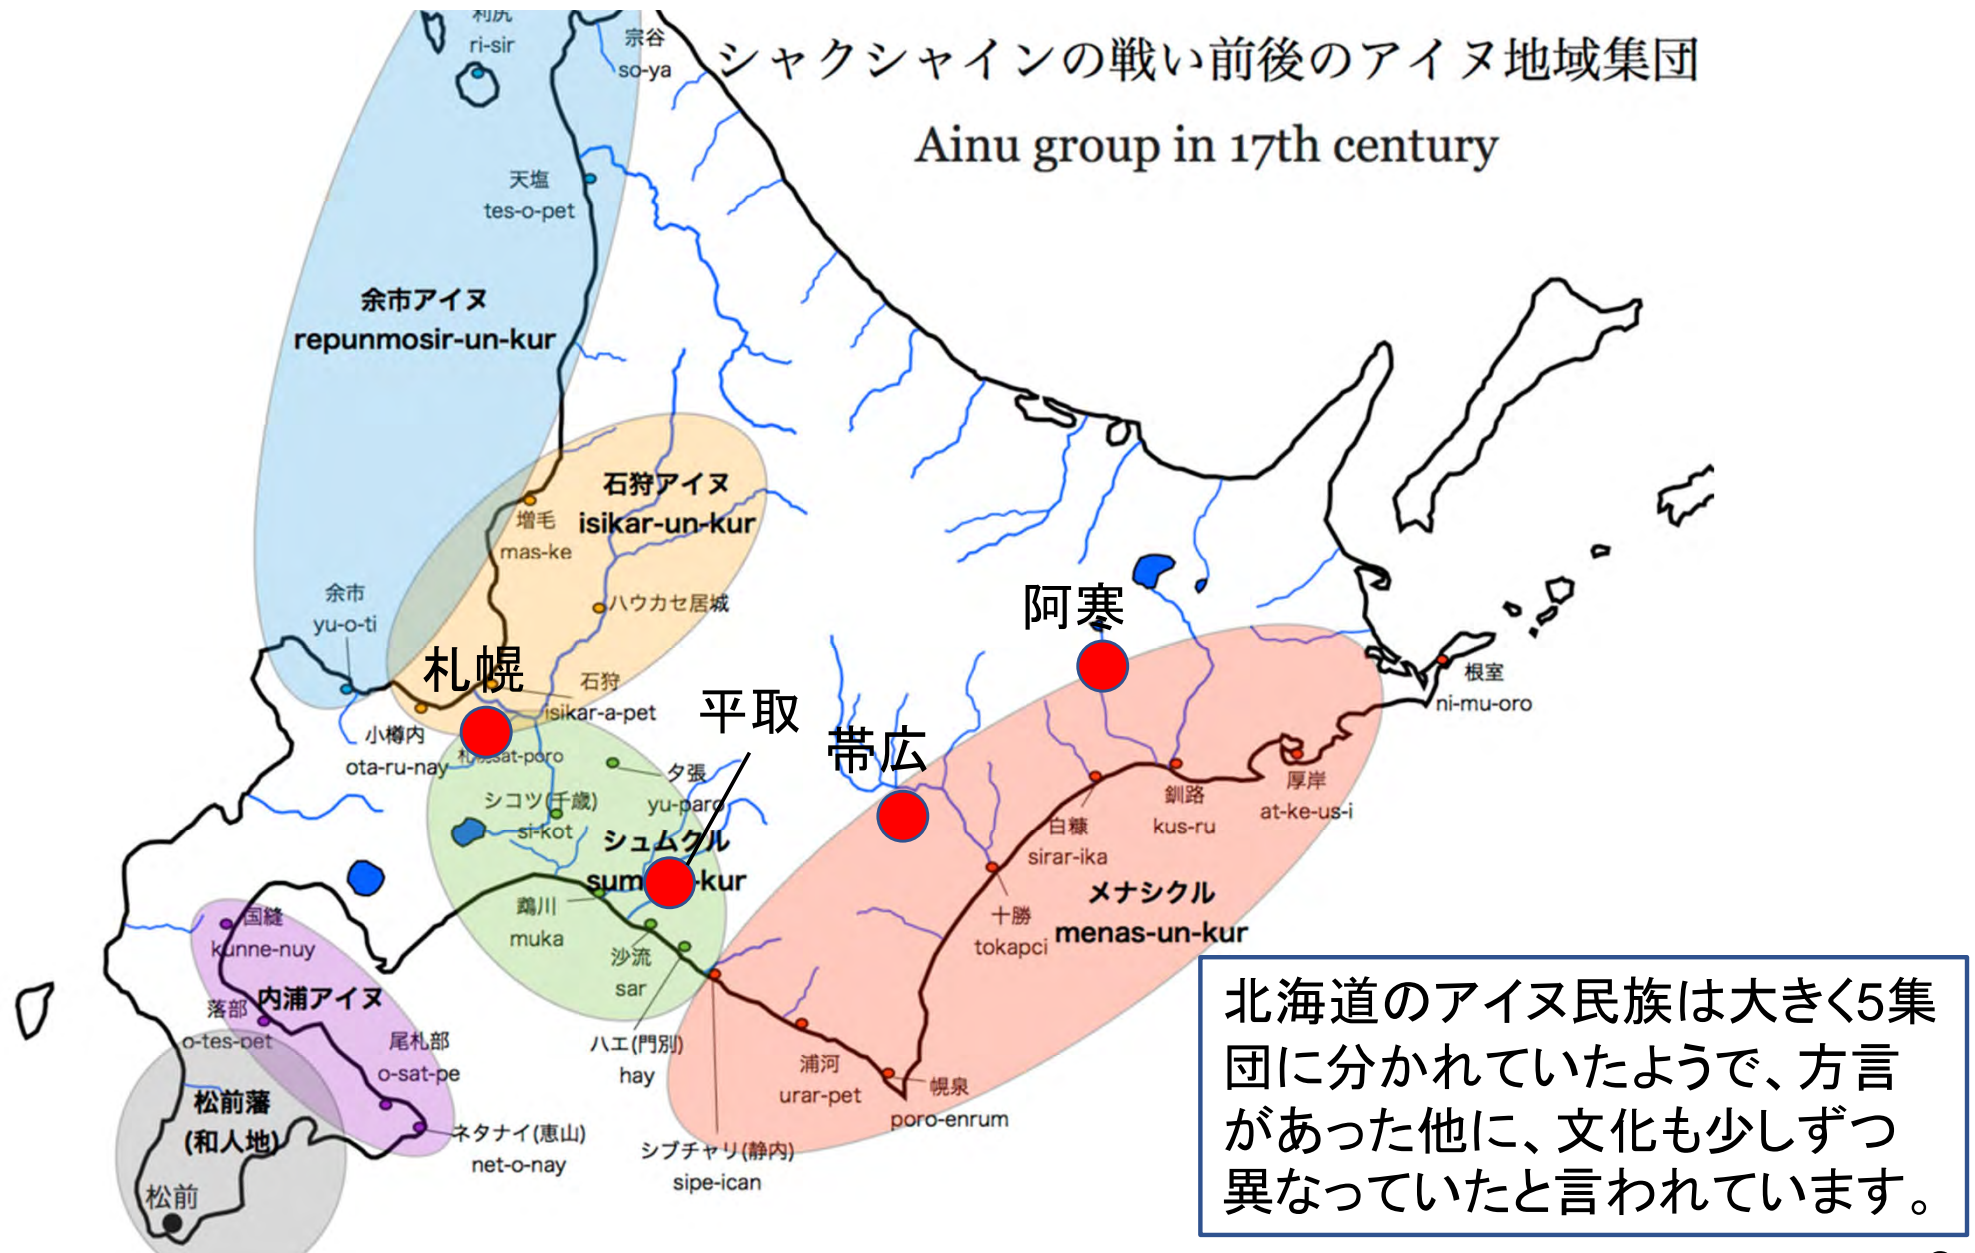 シャクシャインの戦い前後のアイヌ地域集団
Ainu group in 17th century
利尻
ri-sir
宗谷
so-ya
天塩
tes-o-pet
余市アイヌ
repunmosir-un-kur
石狩アイヌ
isikar-un-kur
増毛
mas-ke
ハウカセ居城
余市
yu-o-ti
札幌
石狩
isikar-a-pet
小樽内
ota-ru-nay
sat-poro
平取
帯広
阿寒
根室
ni-mu-oro
夕張
yu-paro
シコツ(千歳)
si-kot
シュムクル
sum -kur
鵡川
muka
沙流
sar
ハエ(門別)
hay
シブチャリ(静内)
sipe-ican
浦河
urar-pet
幌泉
poro-enrum
十勝
tokapci
白糠
sirar-ika
釧路
kus-ru
厚岸
at-ke-us-i
メナシクル
menas-un-kur
国縫
kunne-nuy
内浦アイヌ
落部
o-tes-pet
尾札部
o-sat-pe
ネタナイ(恵山)
net-o-nay
松前藩
(和人地)
松前
北海道のアイヌ民族は大きく5集
団に分かれていたようで、方言
があった他に、文化も少しずつ
異なっていたと言われています。